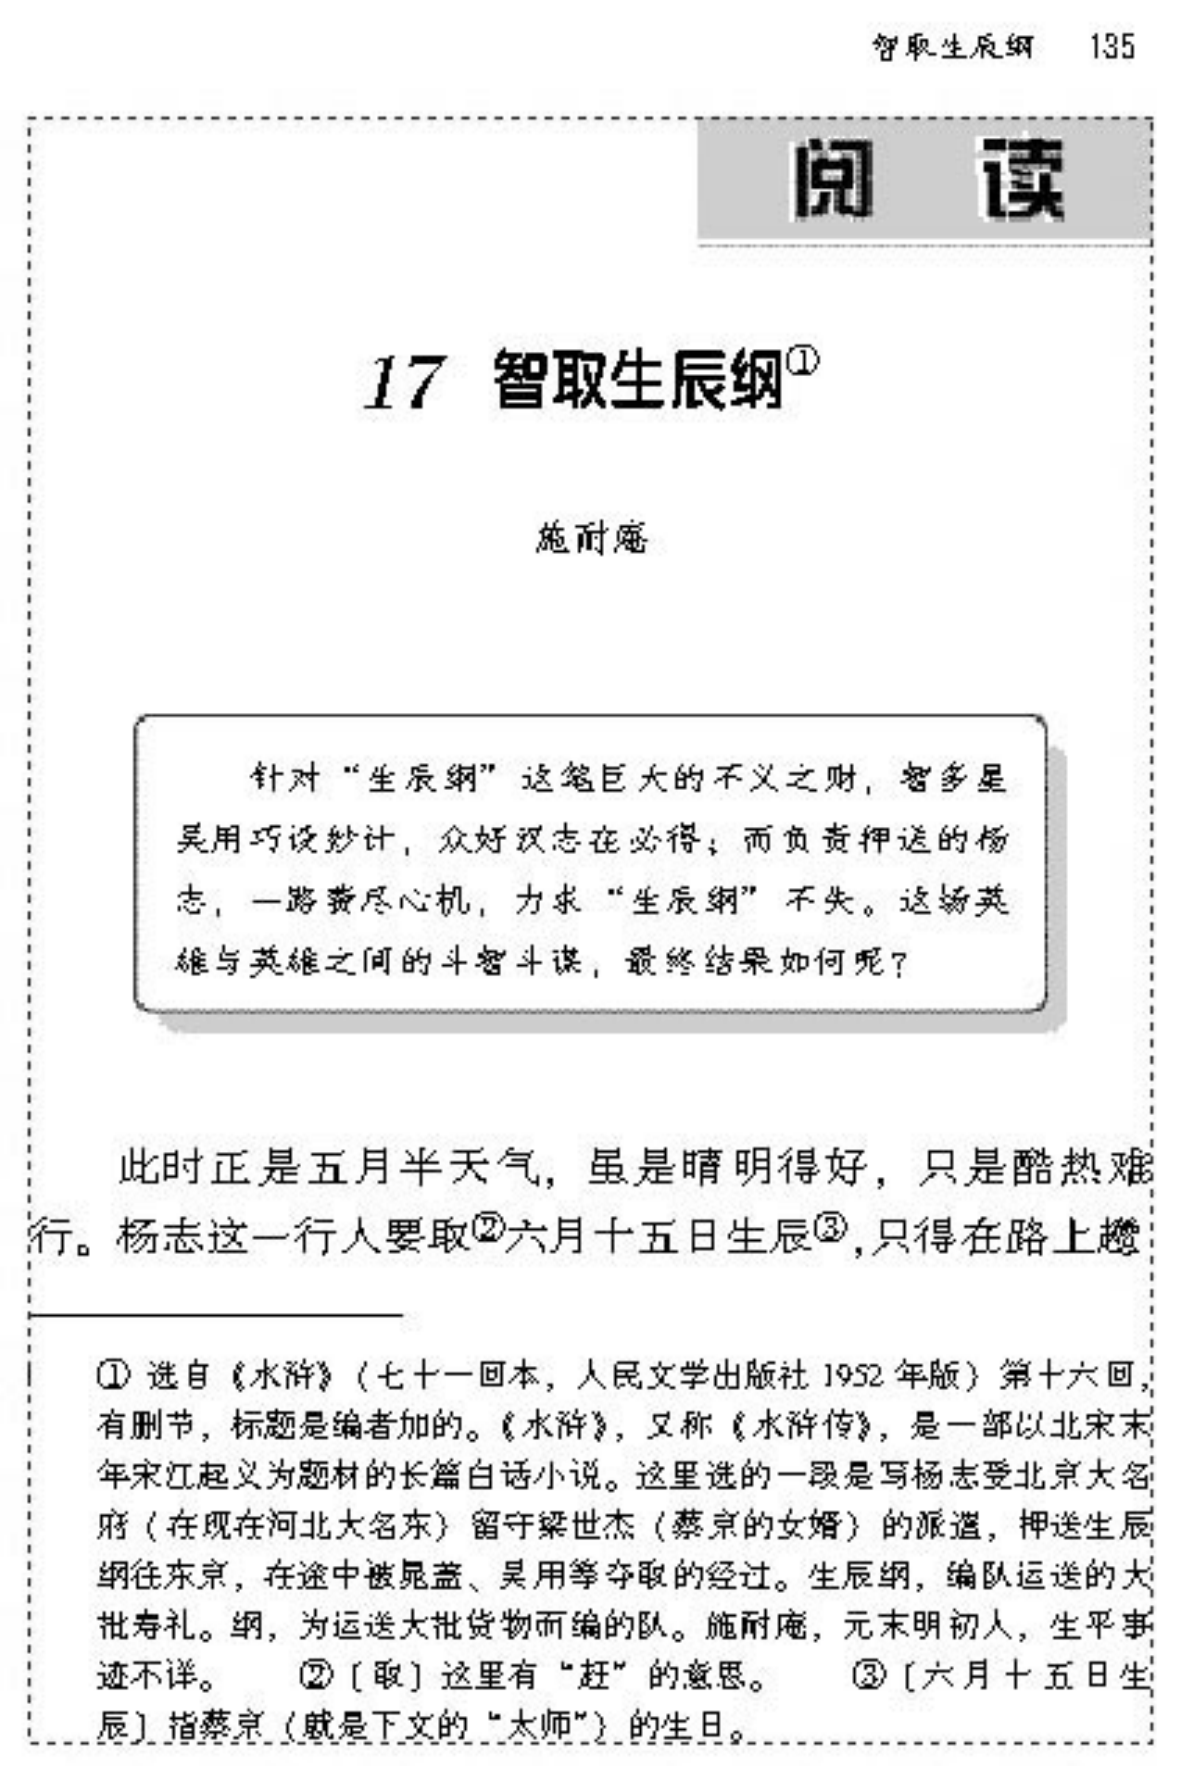 智取生辰纲 135
阅 读
17 智取生辰纲①
施耐庵
针对“生辰纲”这笔巨大的不义之财，智多星
吴用巧设妙计，众好汉志在必得；而负责押送的杨
志，一路费尽心机，力求“生辰纲”不失。这场英
雄与英雄之间的斗智斗谋，最终结果如何呢？
此时正是五月半天气，虽是晴明得好，只是酷热难
行。杨志这一行人要取②六月十五日生辰③,只得在路上趱
① 选自《水浒》（七十一回本，人民文学出版社 1952 年版）第十六回，
有删节，标题是编者加的。《水浒》，又称《水浒传》，是一部以北宋末
年宋江起义为题材的长篇白话小说。这里选的一段是写杨志受北京大名
府（在现在河北大名东）留守梁世杰（蔡京的女婿）的派遣，押送生辰
纲往东京，在途中被晁盖、吴用等夺取的经过。生辰纲，编队运送的大
批寿礼。纲，为运送大批货物而编的队。施耐庵，元末明初人，生平事
迹不详。 ②〔取〕这里有“赶”的意思。 ③〔六月十五日生
辰〕指蔡京（就是下文的“太师”）的生日。